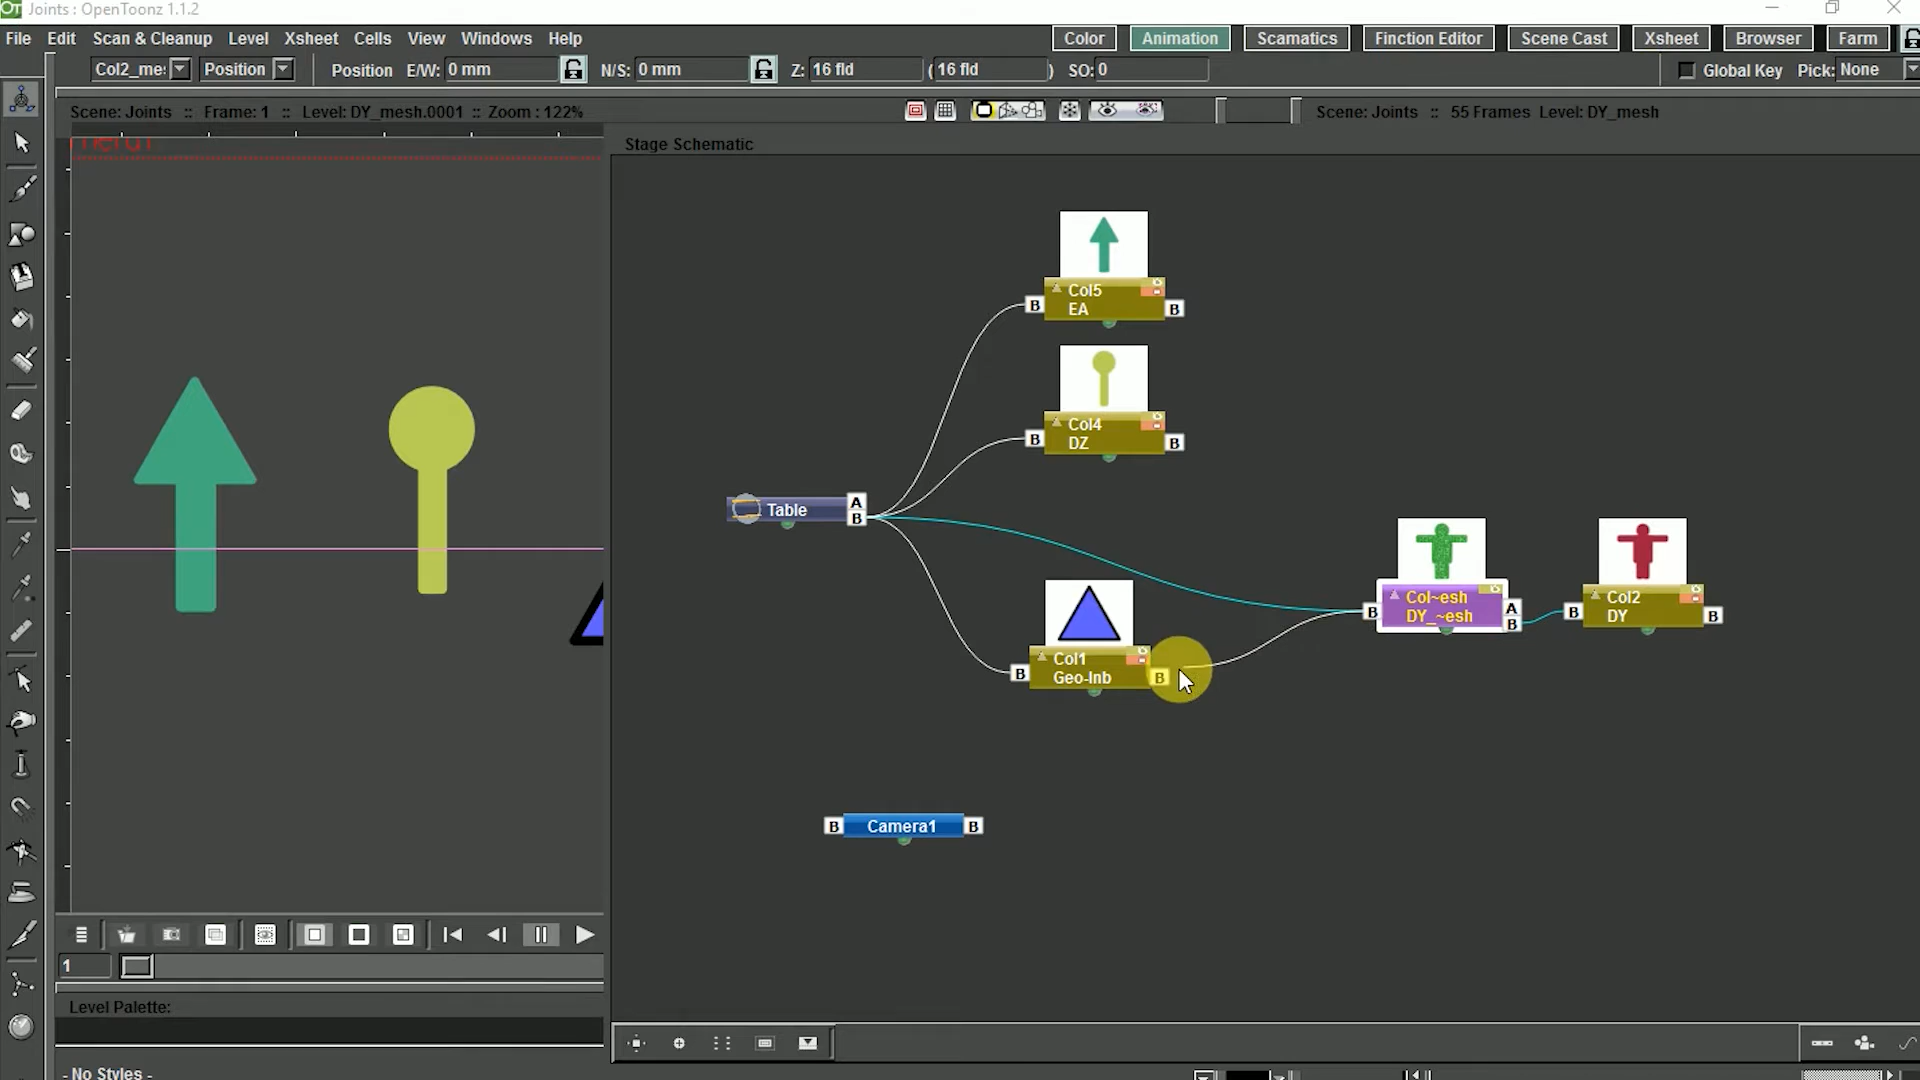 OT Joints : OpenToonz 1.1.2
File Edit Scan & Cleanup Level Xsheet Cells View Windows Help
Color Animation Scamatics Finction Editor Scene Cast Xsheet Browser Farm
Col2_me: Position Position E/W: 0 mm N/S: 0 mm Z: 16 fld ( 16 fld ) SO: 0 Global Key Pick: None
Scene: Joints :: Frame: 1 :: Level: DY_mesh.0001 :: Zoom : 122%
Scene: Joints :: 55 Frames Level: DY_mesh
Stage Schematic
Col5
B EA B
Col4
B DZ B
Table A
B
Col~esh A
B DY_~esh B
Col2
B DY B
Col1
B Geo-Inb B
B Camera1 B
1
Level Palette:
- No Styles -